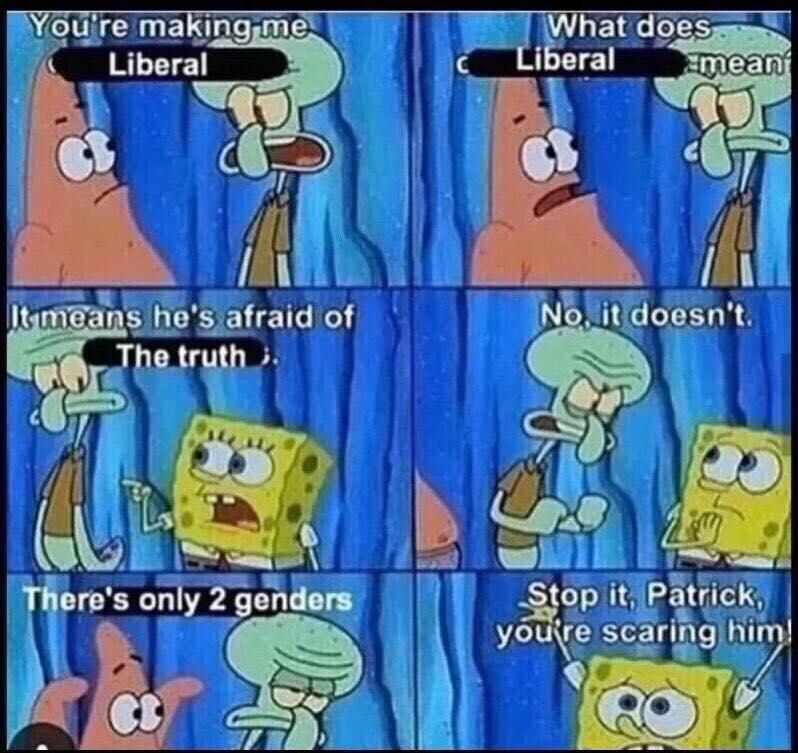 You're making me
Liberal
What does
Liberal mean
It means he's afraid of
The truth .
No, it doesn't.
There's only 2 genders
Stop it, Patrick,
you're scaring him!